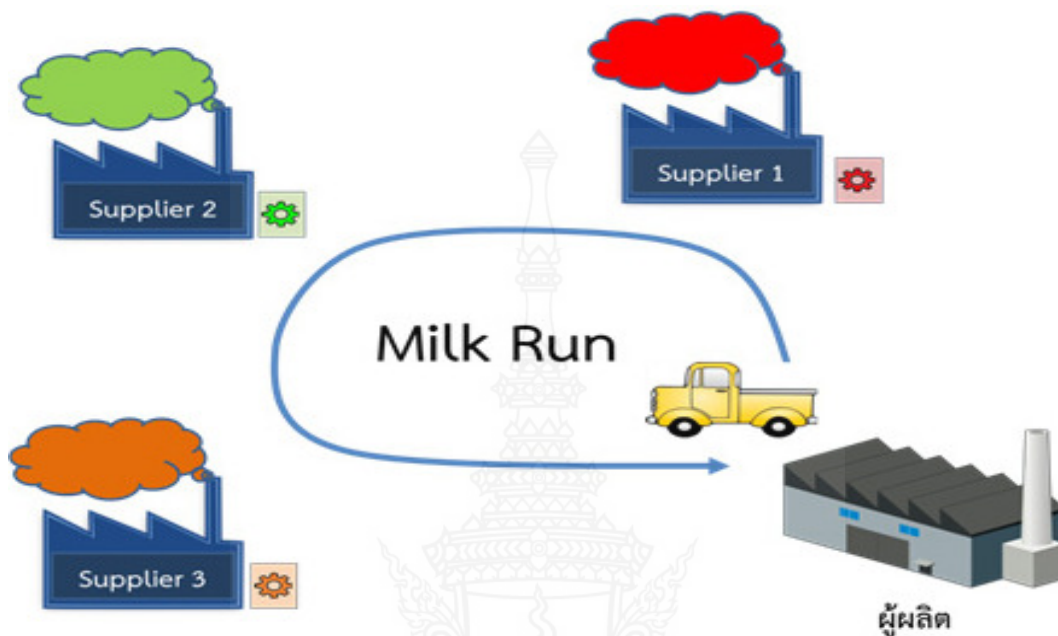 Supplier 1
Supplier 2
Milk Run
Supplier 3
ผู้ผลิต